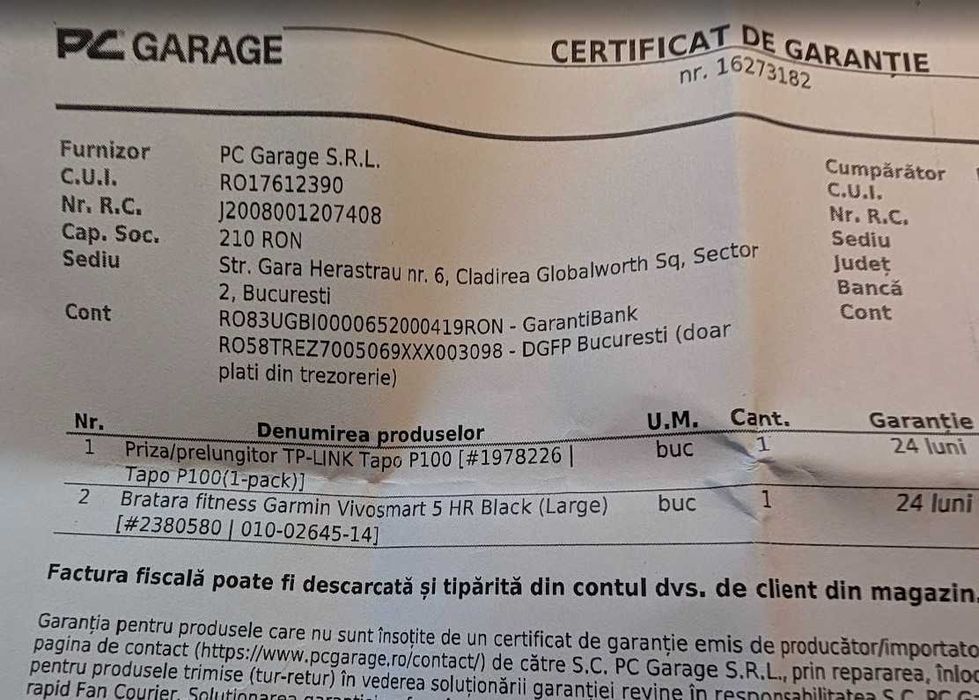 PC GARAGE
CERTIFICAT DE GARANȚIE
nr. 16273182
Furnizor PC Garage S.R.L.
C.U.I. RO17612390
Nr. R.C. J2008001207408
Cap. Soc. 210 RON
Sediu Str. Gara Herastrau nr. 6, Cladirea Globalworth Sq, Sector
2, Bucuresti
Cont RO83UGBI0000652000419RON - GarantiBank
RO58TREZ7005069XXX003098 - DGFP Bucuresti (doar
plati din trezorerie)
Cumpărător
C.U.I.
Nr. R.C.
Sediu
Județ
Bancă
Cont
Nr. Denumirea produselor U.M. Cant. Garanție
1 Priza/prelungitor TP-LINK Tapo P100 [#1978226 | buc 1 24 luni
Tapo P100(1-pack)]
2 Bratara fitness Garmin Vivosmart 5 HR Black (Large) buc 1 24 luni
[#2380580 | 010-02645-14]
Factura fiscală poate fi descarcată și tipărită din contul dvs. de client din magazin.
Garanția pentru produsele care nu sunt însoțite de un certificat de garanție emis de producător/importato
pagina de contact (https://www.pcgarage.ro/contact/) de către S.C. PC Garage S.R.L., prin repararea, înlo
pentru produsele trimise (tur-retur) în vederea soluționării garanției revine în responsabilitatea
rapid Fan Courier. Soluționarea